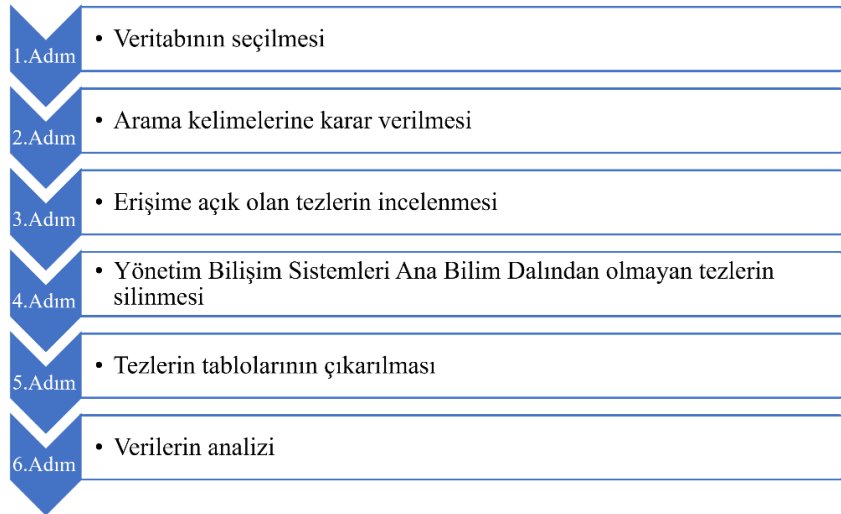 1.Adım
• Veritabının seçilmesi
2.Adım
• Arama kelimelerine karar verilmesi
3.Adım
• Erişime açık olan tezlerin incelenmesi
4.Adım
• Yönetim Bilişim Sistemleri Ana Bilim Dalından olmayan tezlerin
silinmesi
5.Adım
• Tezlerin tablolarının çıkarılması
6.Adım
• Verilerin analizi